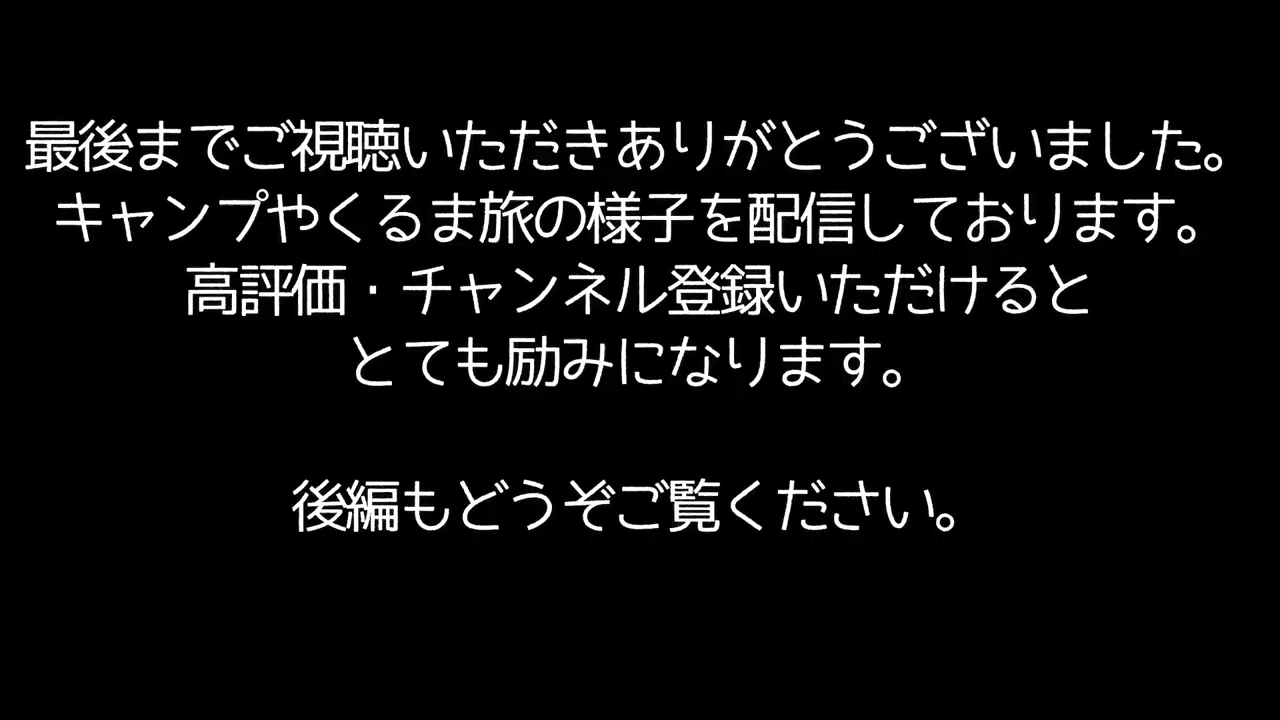 最後までご視聴いただきありがとうございました。
キャンプやくるま旅の様子を配信しております。
高評価・チャンネル登録いただけると
とても励みになります。
後編もどうぞご覧ください。